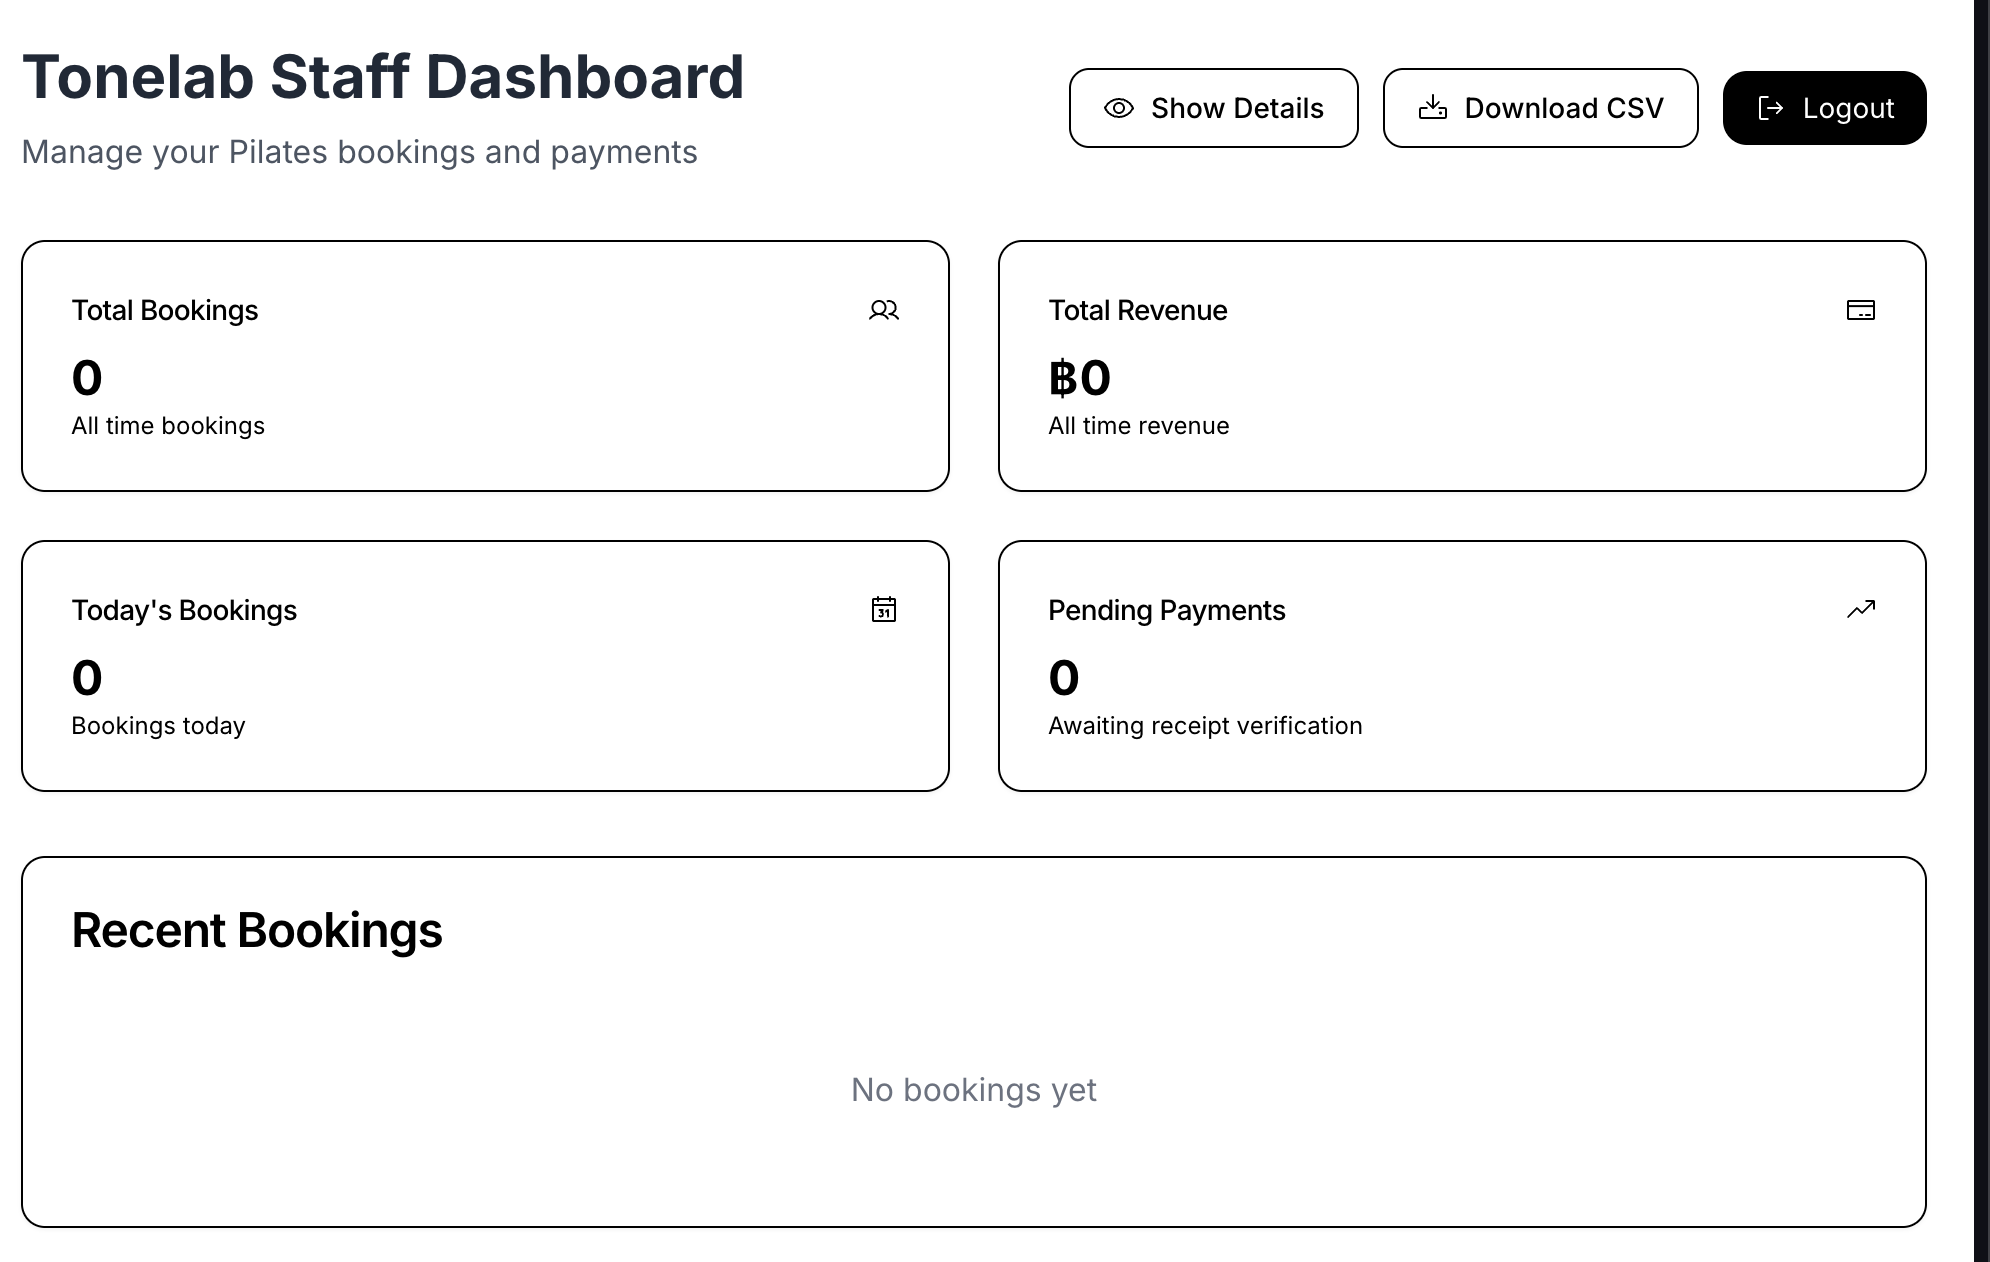 Tonelab Staff Dashboard
Manage your Pilates bookings and payments
Show Details
Download CSV
Logout
Total Bookings
0
All time bookings
Total Revenue
฿0
All time revenue
Today's Bookings
31
0
Bookings today
Pending Payments
0
Awaiting receipt verification
Recent Bookings
No bookings yet